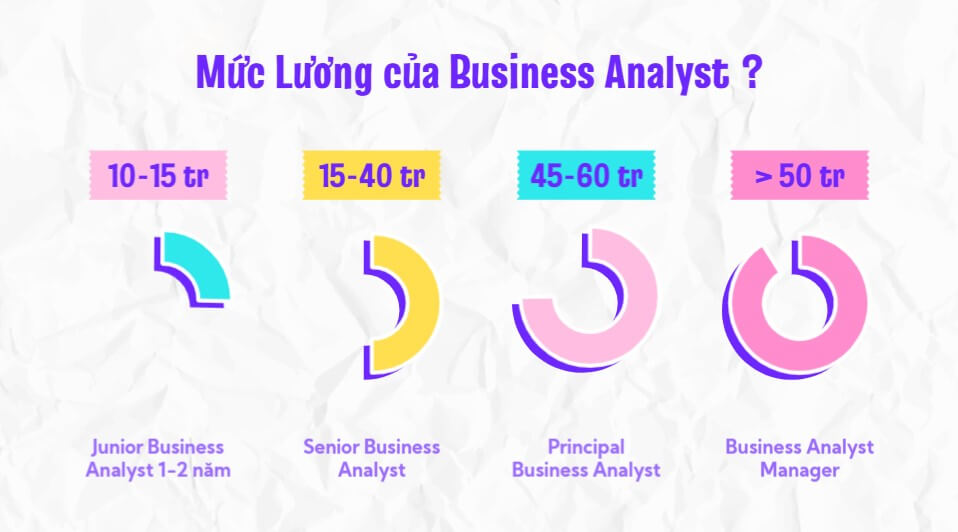 Mức Lương của Business Analyst ?
10-15 tr
15-40 tr
45-60 tr
> 50 tr
Junior Business
Analyst 1-2 năm
Senior Business
Analyst
Principal
Business Analyst
Business Analyst
Manager